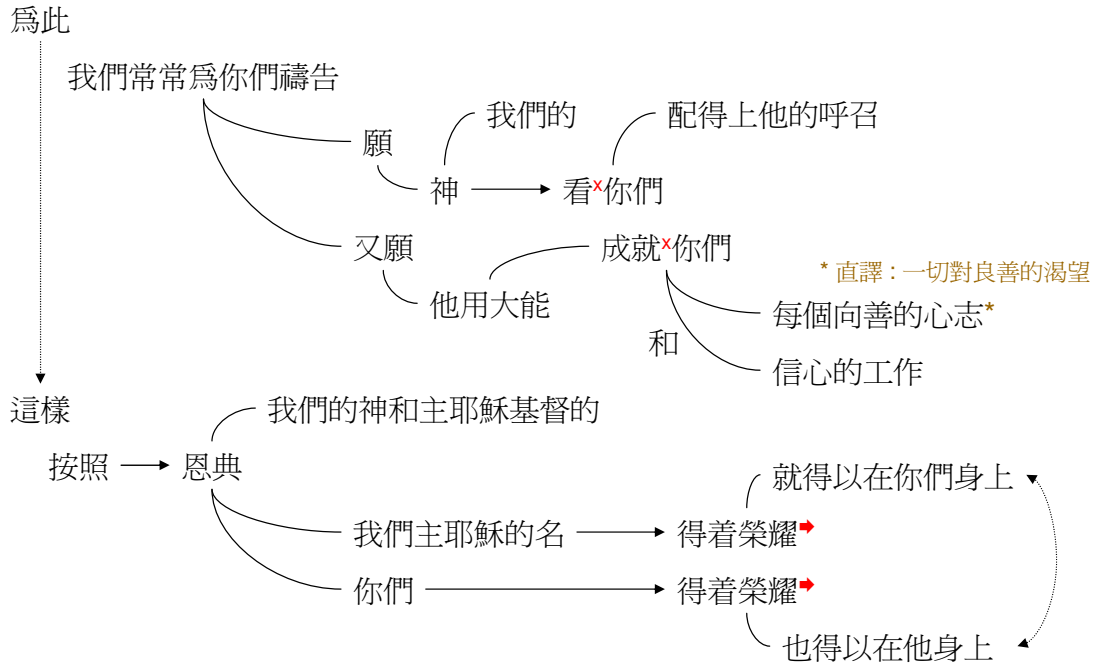 爲此
我們常常爲你們禱告
我們的 配得上他的呼召
願
神 看x你們
又願 成就x你們
* 直譯：一切對良善的渴望
他用大能 每個向善的心志*
和
信心的工作
這樣 我們的神和主耶穌基督的
按照 恩典 就得以在你們身上
我們主耶穌的名 得着榮耀
你們 得着榮耀
也得以在他身上